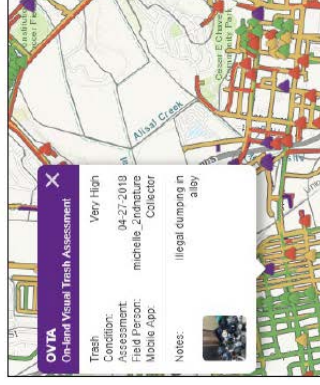 OVTA
On-land Visual Trash Assessment
Trash Condition: Very High
Assessment: 04-27-2018
Field Person: michelle_2ndnature
Mobile App: Collector
Notes: Illegal dumping in alley
Alisal Creek
Cesar E Chavez
Community Park